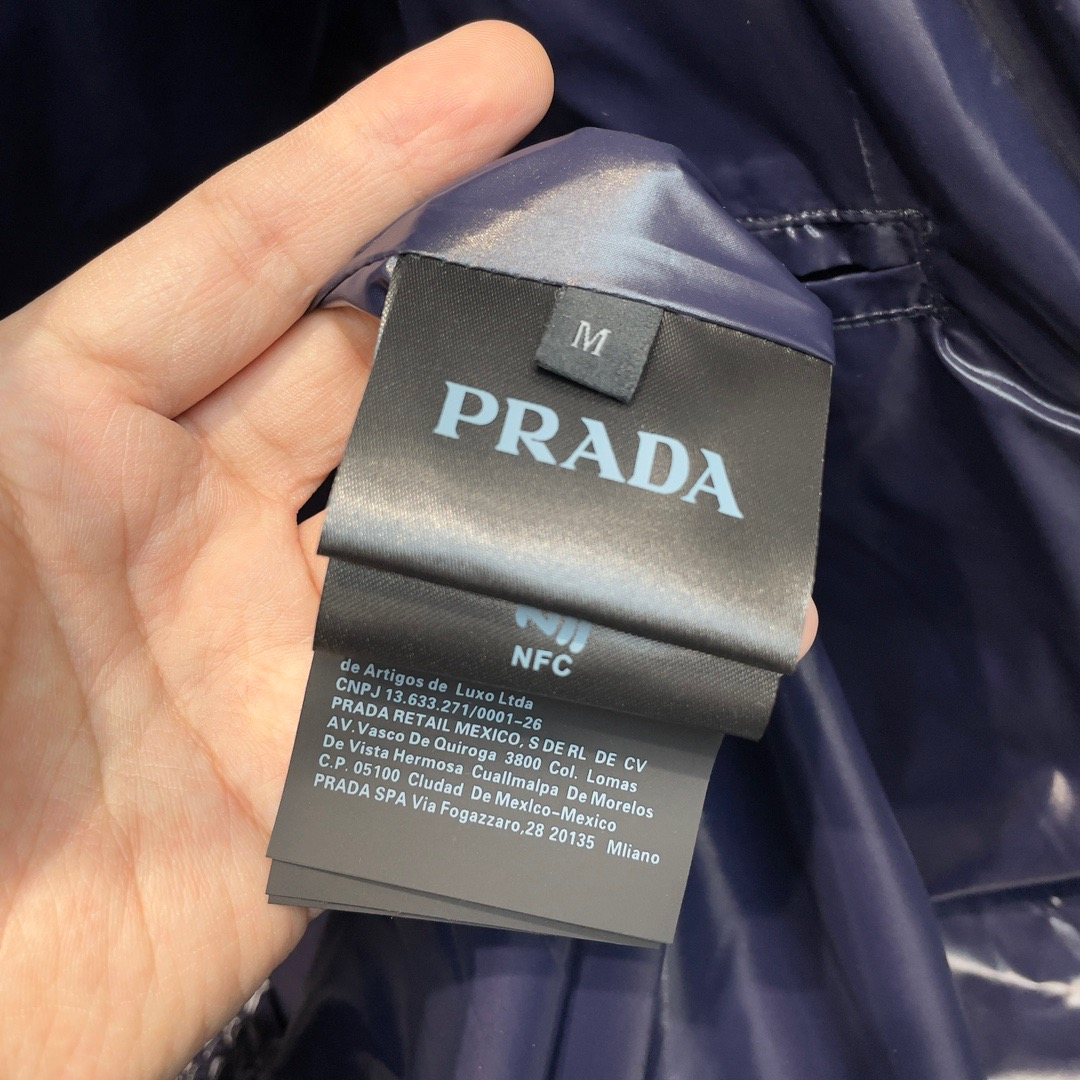 M
PRADA
NFC
de Artigos de Luxo Ltda
CNPJ 13.633.271/0001-26
PRADA RETAIL MEXICO, S DE RL DE CV
AV.Vasco De Quiroga 3800 Col. Lomas
De Vista Hermosa Cuallmalpa De Morelos
C.P. 05100 Cludad De Mexlco-Mexico
PRADA SPA Via Fogazzaro,28 20135 Mliano